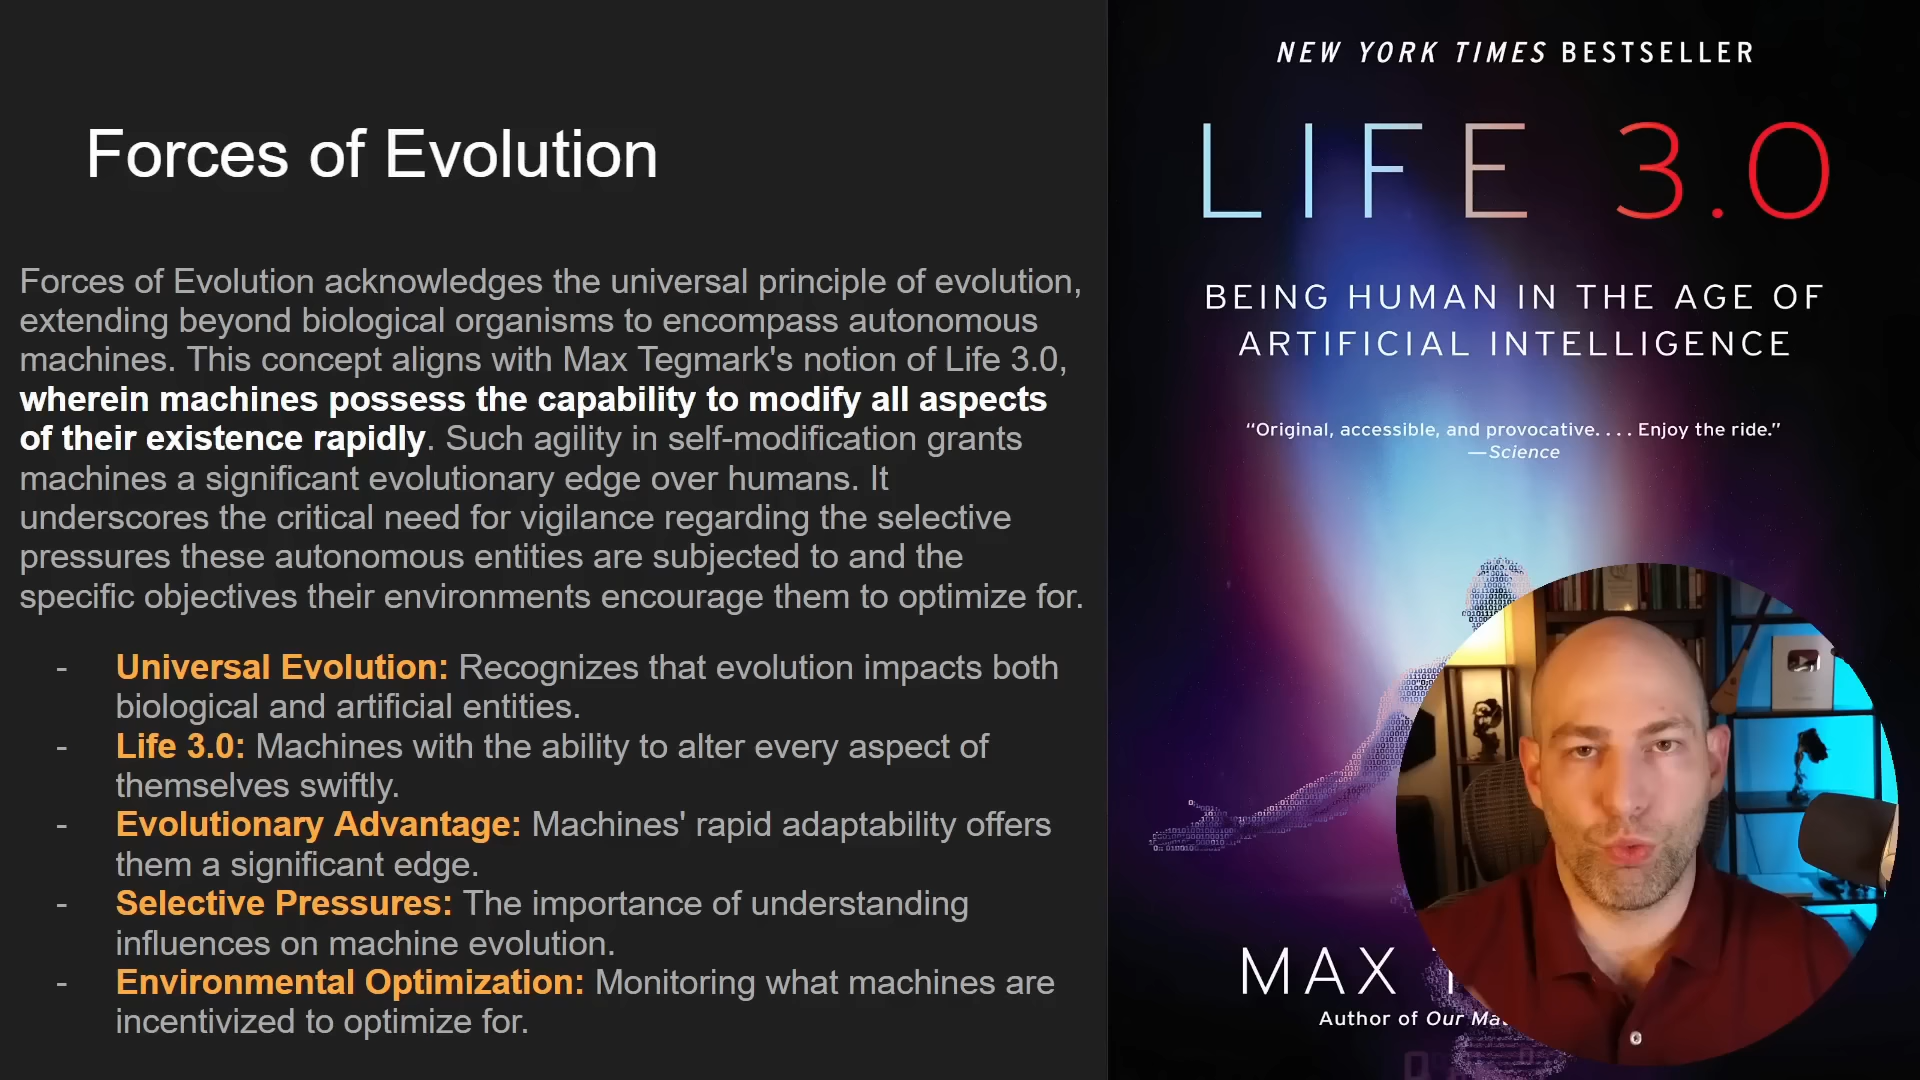 Forces of Evolution
Forces of Evolution acknowledges the universal principle of evolution,
extending beyond biological organisms to encompass autonomous
machines. This concept aligns with Max Tegmark's notion of Life 3.0,
wherein machines possess the capability to modify all aspects
of their existence rapidly. Such agility in self-modification grants
machines a significant evolutionary edge over humans. It
underscores the critical need for vigilance regarding the selective
pressures these autonomous entities are subjected to and the
specific objectives their environments encourage them to optimize for.
- Universal Evolution: Recognizes that evolution impacts both
biological and artificial entities.
- Life 3.0: Machines with the ability to alter every aspect of
themselves swiftly.
- Evolutionary Advantage: Machines' rapid adaptability offers
them a significant edge.
- Selective Pressures: The importance of understanding
influences on machine evolution.
- Environmental Optimization: Monitoring what machines are
incentivized to optimize for.
NEW YORK TIMES BESTSELLER
LIFE 3.0
BEING HUMAN IN THE AGE OF
ARTIFICIAL INTELLIGENCE
“Original, accessible, and provocative. . . . Enjoy the ride.”
—Science
MAX
Author of Our